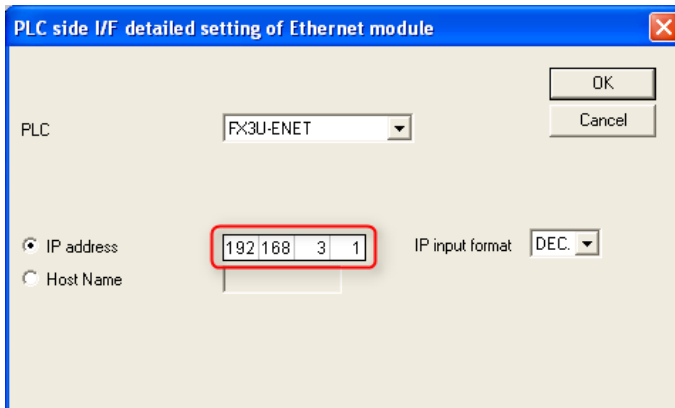 PLC side I/F detailed setting of Ethernet module
OK
PLC FX3U-ENET
Cancel
IP address 192 168 3 1 IP input format DEC.
Host Name